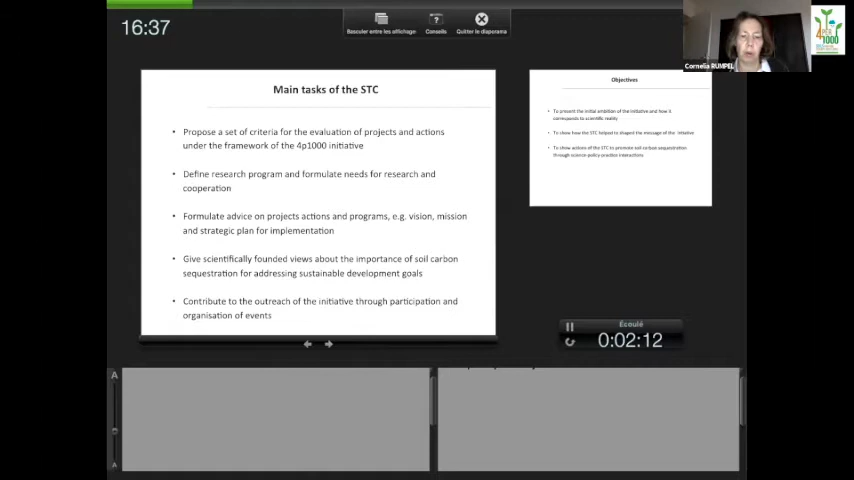 16:37
Basculer entre les affichages
Conseils
Quitter le diaporama
Cornelia RUMPEL
4 PER
1000
Main tasks of the STC
• Propose a set of criteria for the evaluation of projects and actions
under the framework of the 4p1000 initiative
• Define research program and formulate needs for research and
cooperation
• Formulate advice on projects actions and programs, e.g. vision, mission
and strategic plan for implementation
• Give scientifically founded views about the importance of soil carbon
sequestration for addressing sustainable development goals
• Contribute to the outreach of the initiative through participation and
organisation of events
Objectives
• To present the initial ambition of the initiative and how it
corresponds to scientific reality
• To show how the STC helped to shaped the message of the initiative
• To show actions of the STC to promote soil carbon sequestration
through science-policy practice interactions
Écoulé
0:02:12
A
A